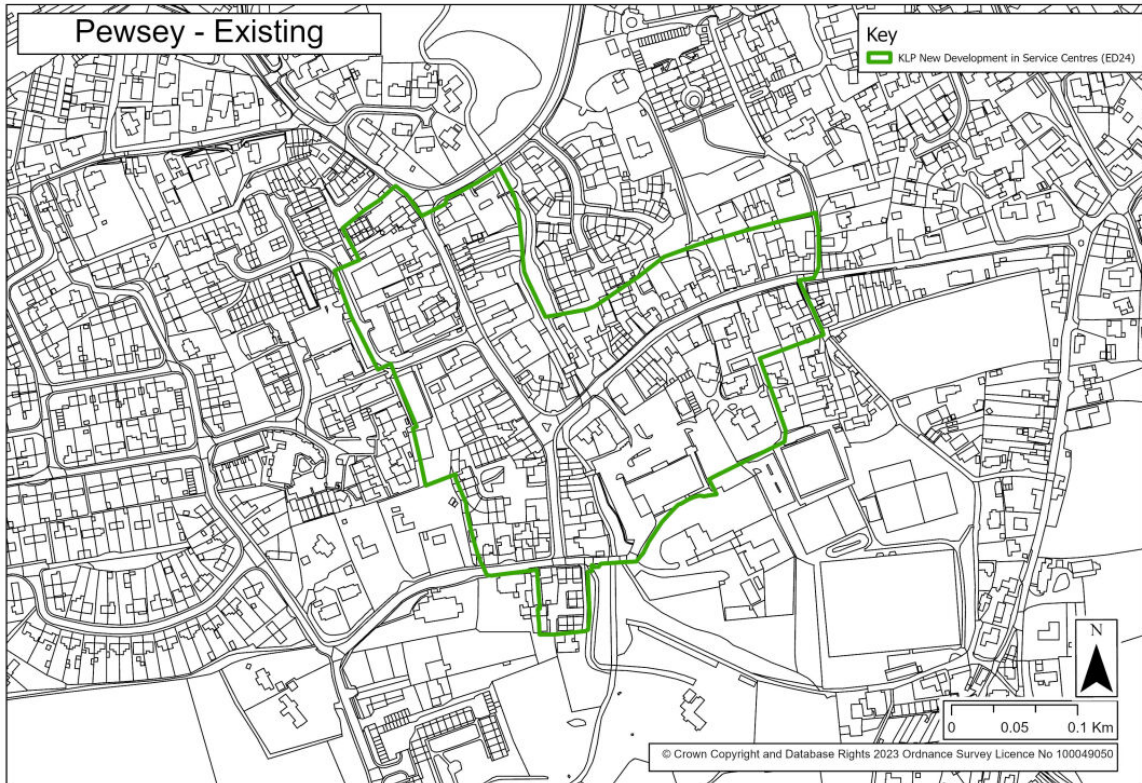 Pewsey - Existing
Key
KLP New Development in Service Centres (ED24)
N
0 0.05 0.1 Km
© Crown Copyright and Database Rights 2023 Ordnance Survey Licence No 100049050